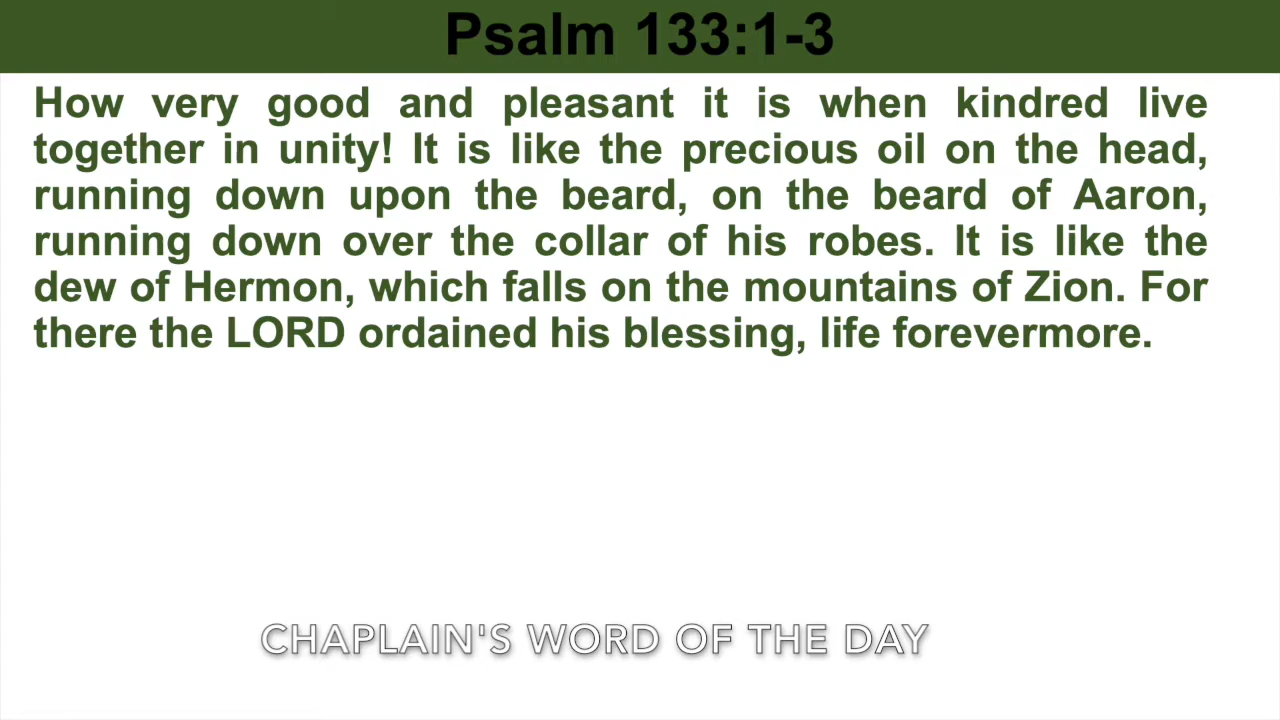 Psalm 133:1-3
How very good and pleasant it is when kindred live
together in unity! It is like the precious oil on the head,
running down upon the beard, on the beard of Aaron,
running down over the collar of his robes. It is like the
dew of Hermon, which falls on the mountains of Zion. For
there the LORD ordained his blessing, life forevermore.
CHAPLAIN'S WORD OF THE DAY